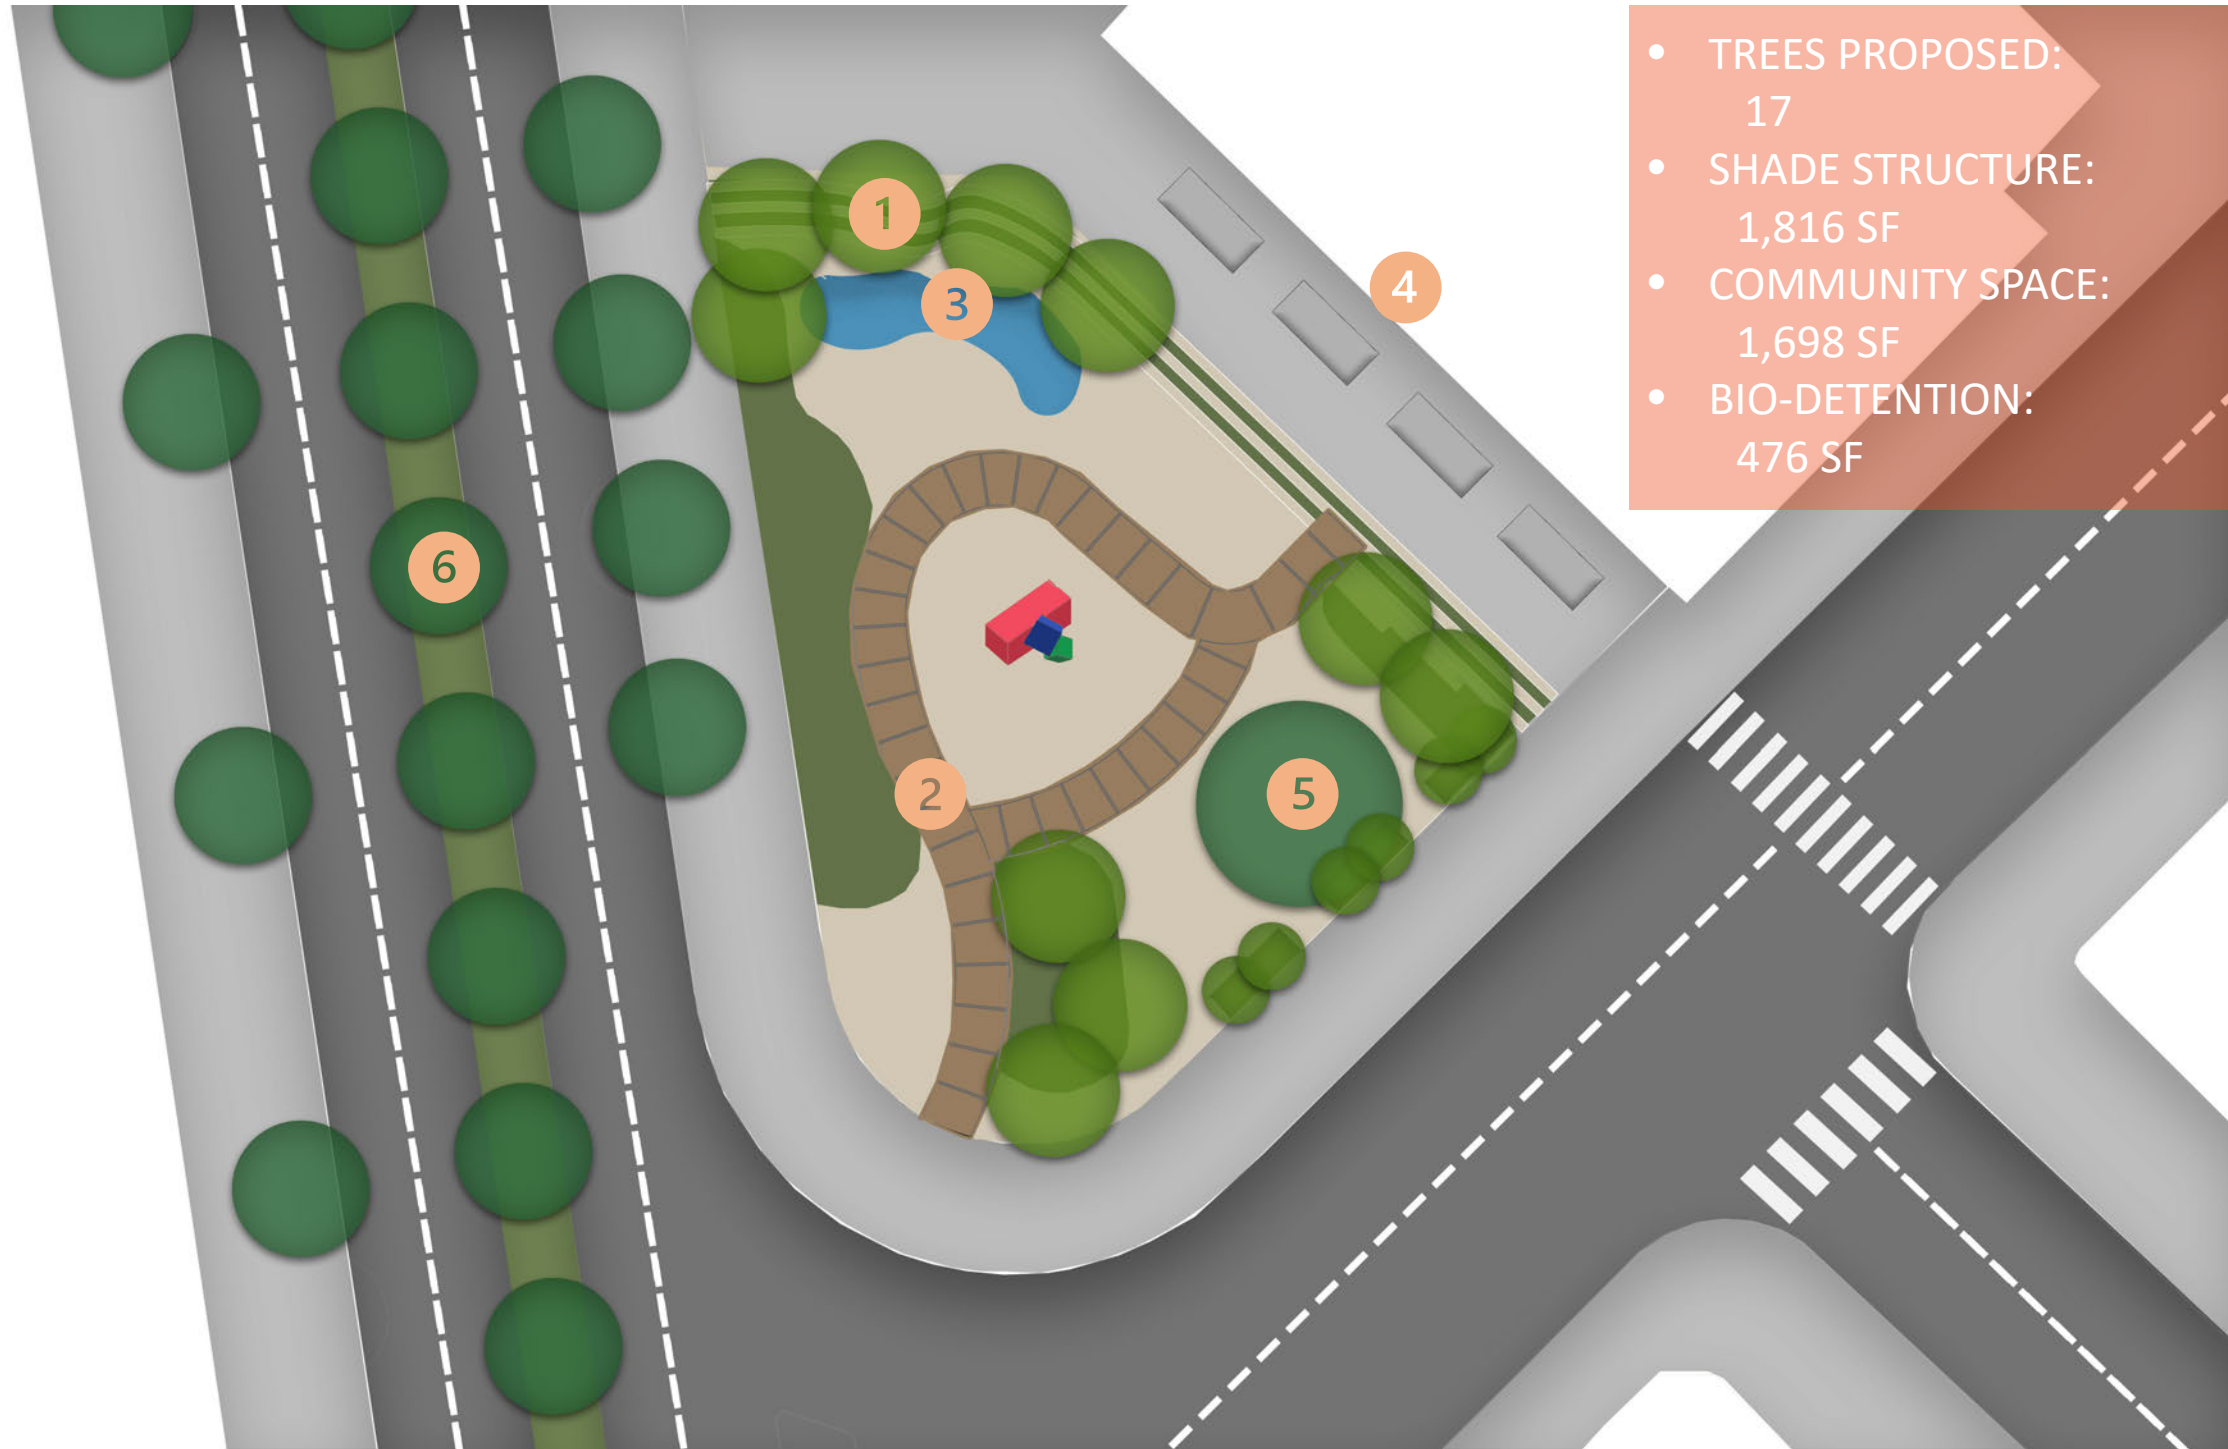 • TREES PROPOSED:
17
• SHADE STRUCTURE:
1,816 SF
• COMMUNITY SPACE:
1,698 SF
• BIO-DETENTION:
476 SF
1
3
4
6
2
5